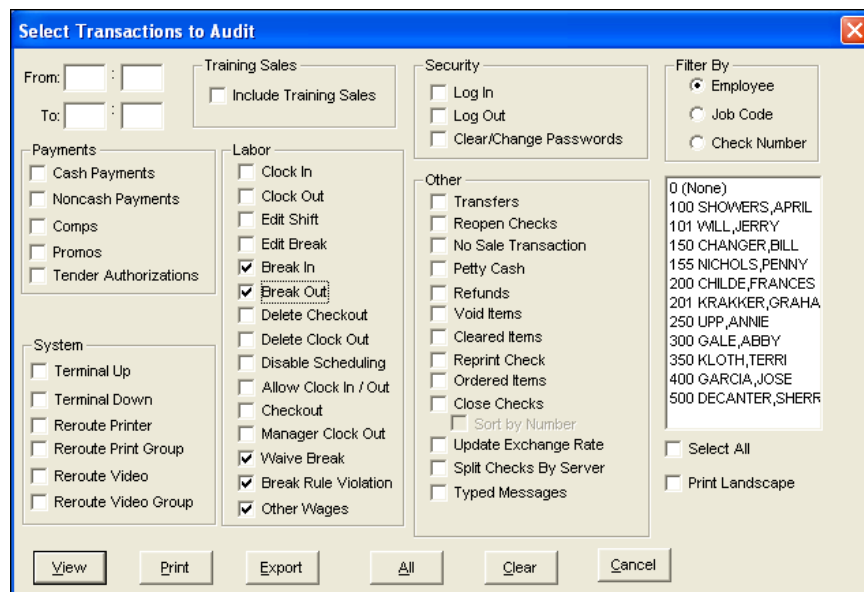 Select Transactions to Audit
From: :
To: :
Training Sales
Include Training Sales
Security
Log In
Log Out
Clear/Change Passwords
Filter By
Employee
Job Code
Check Number
Payments
Cash Payments
Noncash Payments
Comps
Promos
Tender Authorizations
System
Terminal Up
Terminal Down
Reroute Printer
Reroute Print Group
Reroute Video
Reroute Video Group
Labor
Clock In
Clock Out
Edit Shift
Edit Break
Break In
Break Out
Delete Checkout
Delete Clock Out
Disable Scheduling
Allow Clock In / Out
Checkout
Manager Clock Out
Waive Break
Break Rule Violation
Other Wages
Other
Transfers
Reopen Checks
No Sale Transaction
Petty Cash
Refunds
Void Items
Cleared Items
Reprint Check
Ordered Items
Close Checks
Sort by Number
Update Exchange Rate
Split Checks By Server
Typed Messages
0 (None)
100 SHOWERS,APRIL
101 WILL,JERRY
150 CHANGER,BILL
155 NICHOLS,PENNY
200 CHILDE,FRANCES
201 KRAKKER,GRAHA
250 UPP,ANNIE
300 GALE,ABBY
350 KLOTH,TERRI
400 GARCIA,JOSE
500 DECANTER,SHERR
Select All
Print Landscape
View Print Export All Clear Cancel